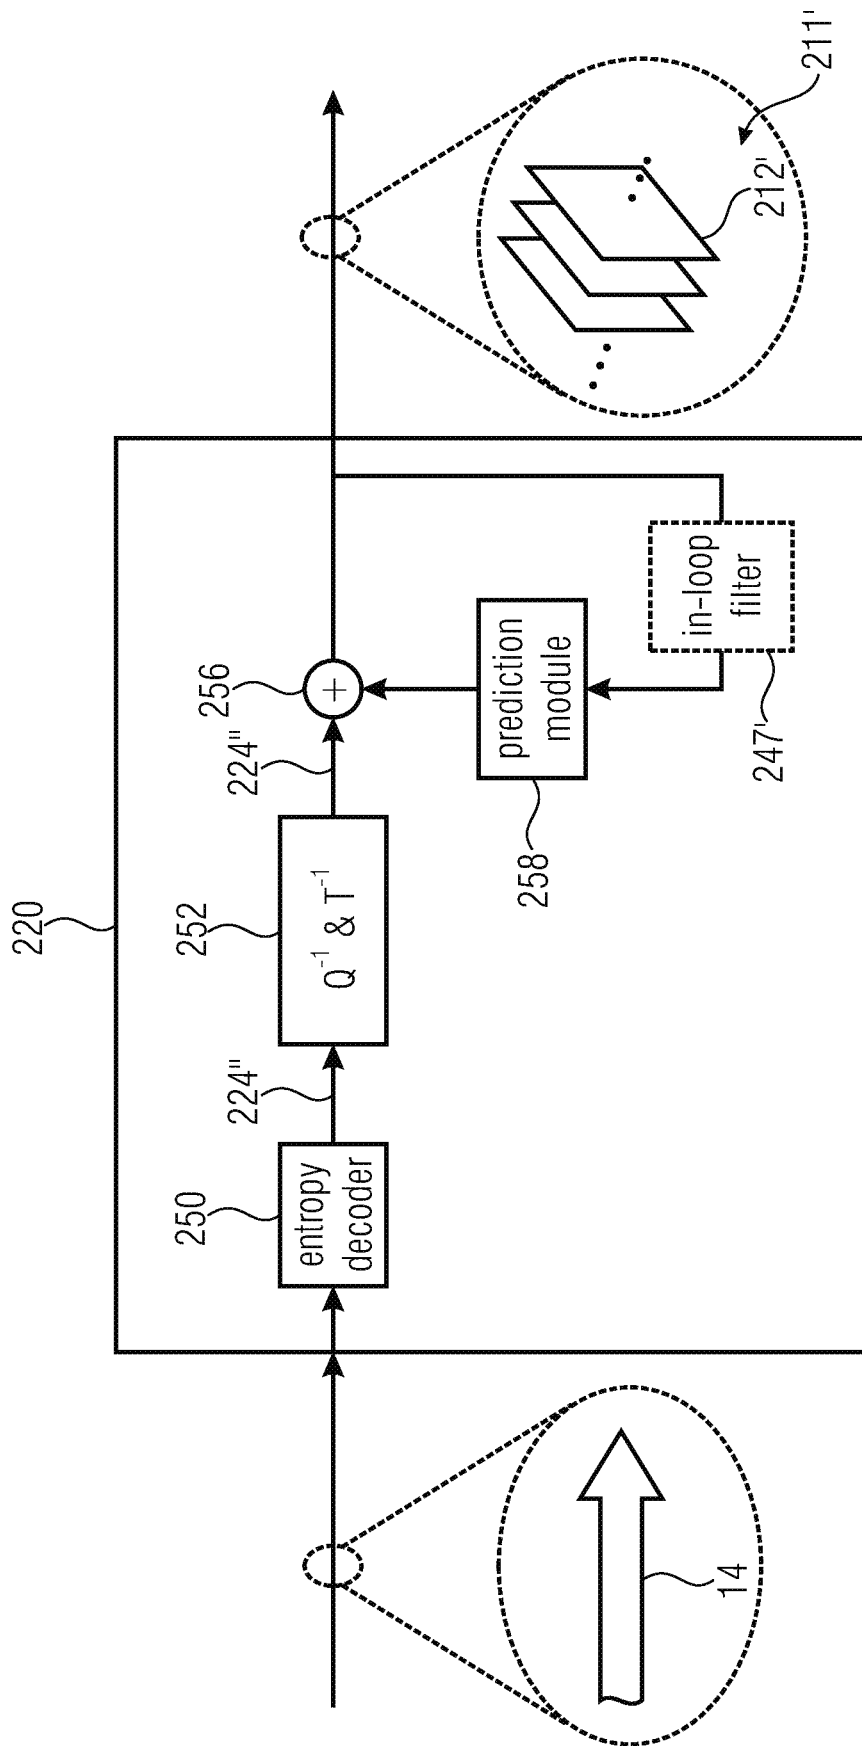 220
250
entropy
decoder
224"
252
Q⁻¹ & T⁻¹
224"
256
+
258
prediction
module
in-loop
filter
247'
14
212'
211'